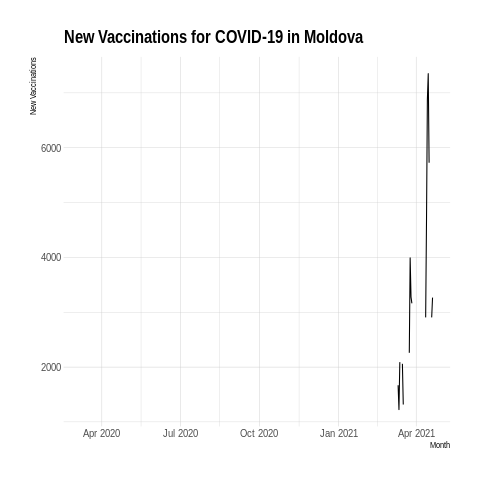 New Vaccinations for COVID-19 in Moldova
New Vaccinations
6000
4000
2000
Apr 2020 Jul 2020 Oct 2020 Jan 2021 Apr 2021
Month